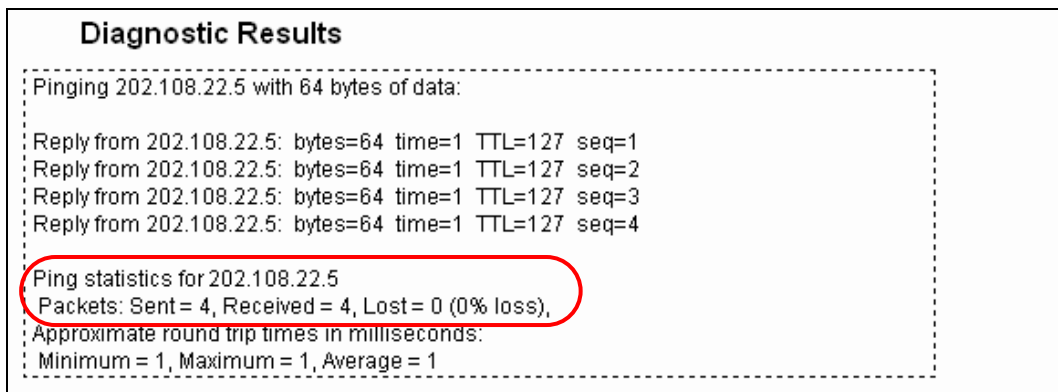 Diagnostic Results
Pinging 202.108.22.5 with 64 bytes of data:
Reply from 202.108.22.5: bytes=64 time=1 TTL=127 seq=1
Reply from 202.108.22.5: bytes=64 time=1 TTL=127 seq=2
Reply from 202.108.22.5: bytes=64 time=1 TTL=127 seq=3
Reply from 202.108.22.5: bytes=64 time=1 TTL=127 seq=4
Ping statistics for 202.108.22.5
Packets: Sent = 4, Received = 4, Lost = 0 (0% loss),
Approximate round trip times in milliseconds:
Minimum = 1, Maximum = 1, Average = 1